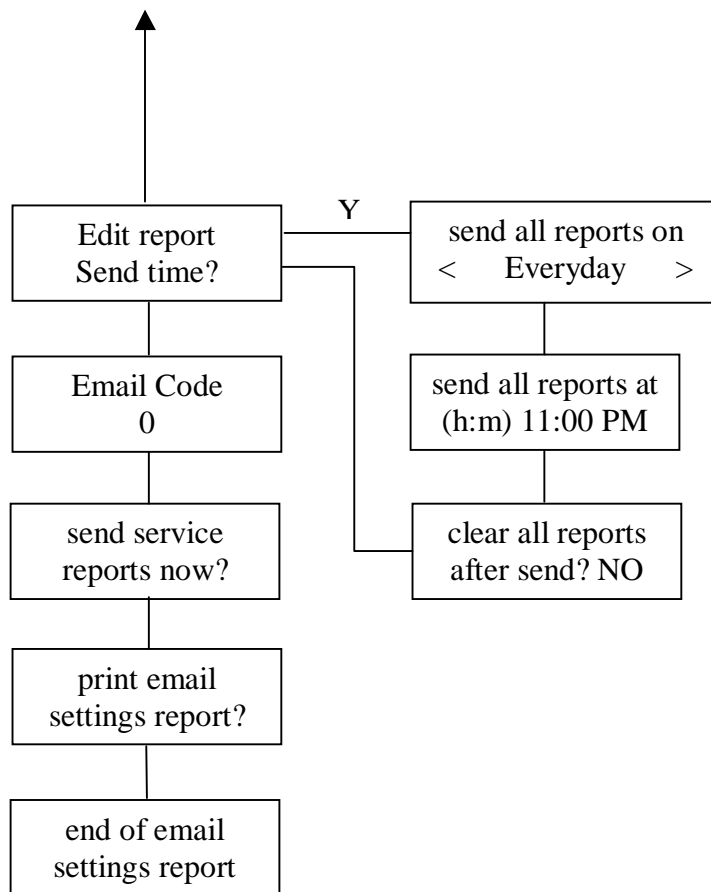 Edit report
Send time?
Y
send all reports on
< Everyday >
send all reports at
(h:m) 11:00 PM
clear all reports
after send? NO
Email Code
0
send service
reports now?
print email
settings report?
end of email
settings report